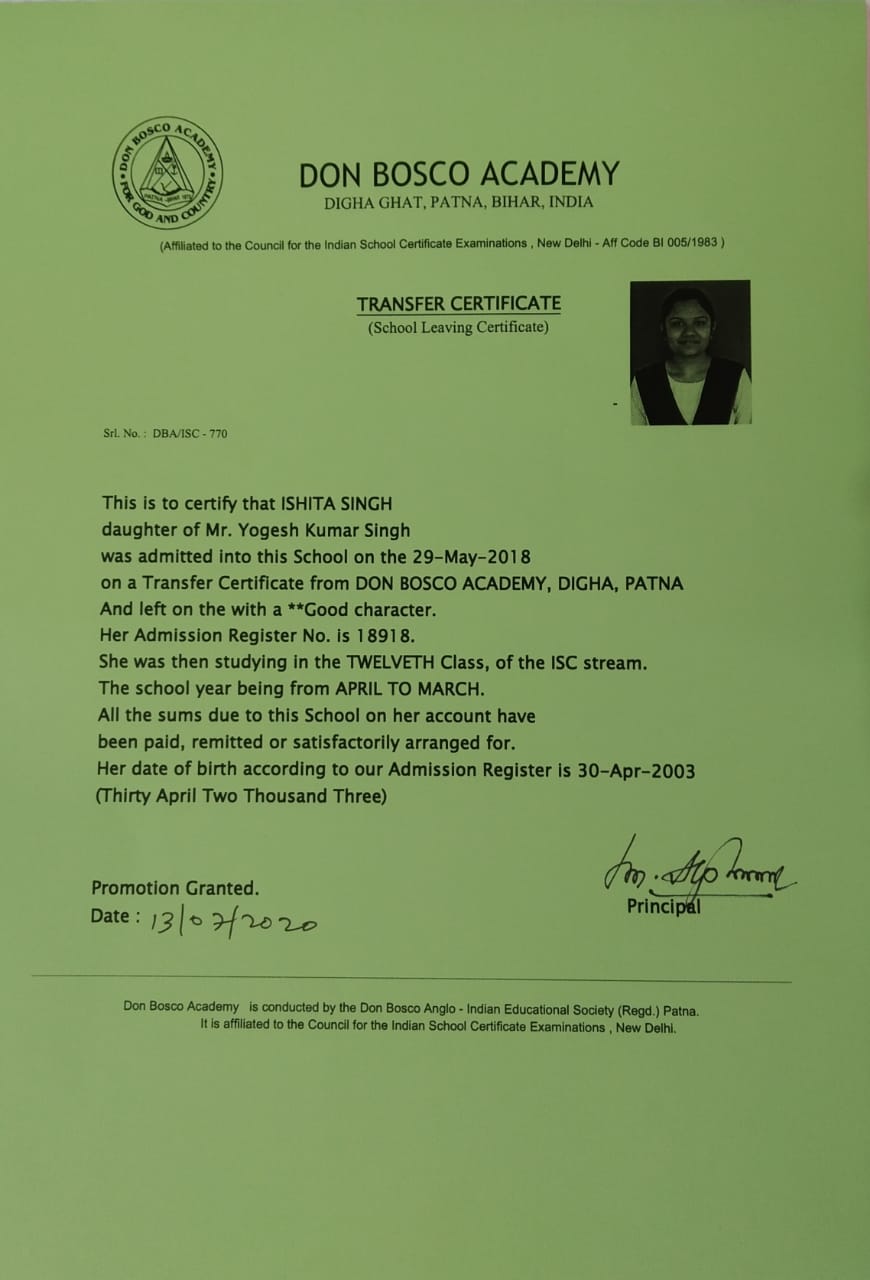 DON BOSCO ACADEMY
FOR GOD AND COUNTRY
DON BOSCO ACADEMY
DIGHA GHAT, PATNA, BIHAR, INDIA
(Affiliated to the Council for the Indian School Certificate Examinations , New Delhi - Aff Code BI 005/1983 )
TRANSFER CERTIFICATE
(School Leaving Certificate)
Srl. No. : DBA/ISC - 770
This is to certify that ISHITA SINGH
daughter of Mr. Yogesh Kumar Singh
was admitted into this School on the 29-May-2018
on a Transfer Certificate from DON BOSCO ACADEMY, DIGHA, PATNA
And left on the with a **Good character.
Her Admission Register No. is 18918.
She was then studying in the TWELVETH Class, of the ISC stream.
The school year being from APRIL TO MARCH.
All the sums due to this School on her account have
been paid, remitted or satisfactorily arranged for.
Her date of birth according to our Admission Register is 30-Apr-2003
(Thirty April Two Thousand Three)
Promotion Granted.
Date : 13/07/2020
Principal
Don Bosco Academy is conducted by the Don Bosco Anglo - Indian Educational Society (Regd.) Patna.
It is affiliated to the Council for the Indian School Certificate Examinations , New Delhi.